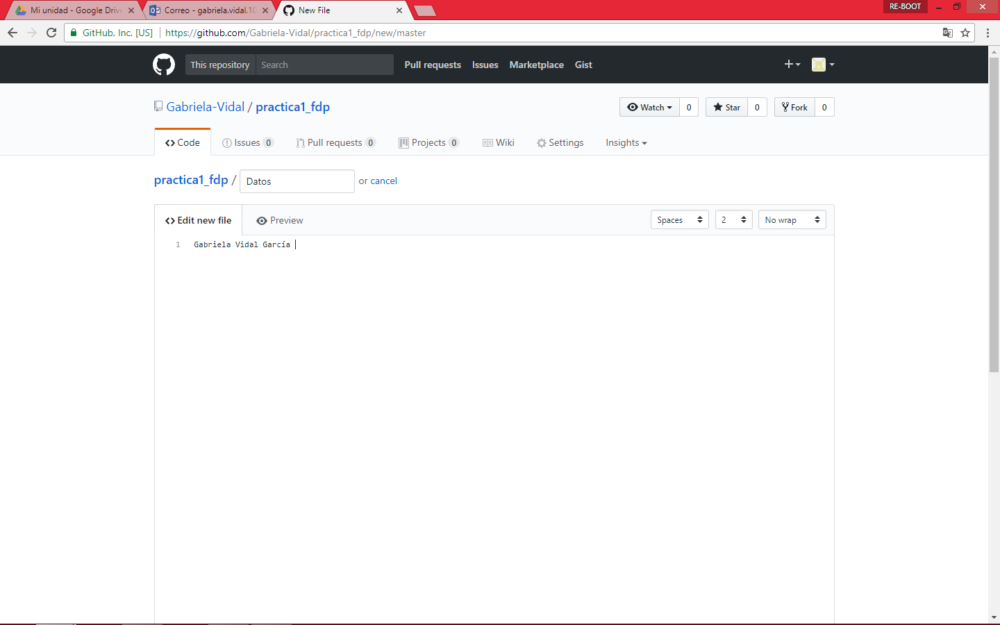 Mi unidad - Google Drive
Correo - gabriela.vidal.10
New File
RE-BOOT
GitHub, Inc. [US]
https://github.com/Gabriela-Vidal/practica1_fdp/new/master
This repository
Search
Pull requests
Issues
Marketplace
Gist
Gabriela-Vidal / practica1_fdp
Watch 0
Star 0
Fork 0
Code
Issues 0
Pull requests 0
Projects 0
Wiki
Settings
Insights
practica1_fdp / Datos or cancel
Edit new file
Preview
Spaces
2
No wrap
1 Gabriela Vidal García